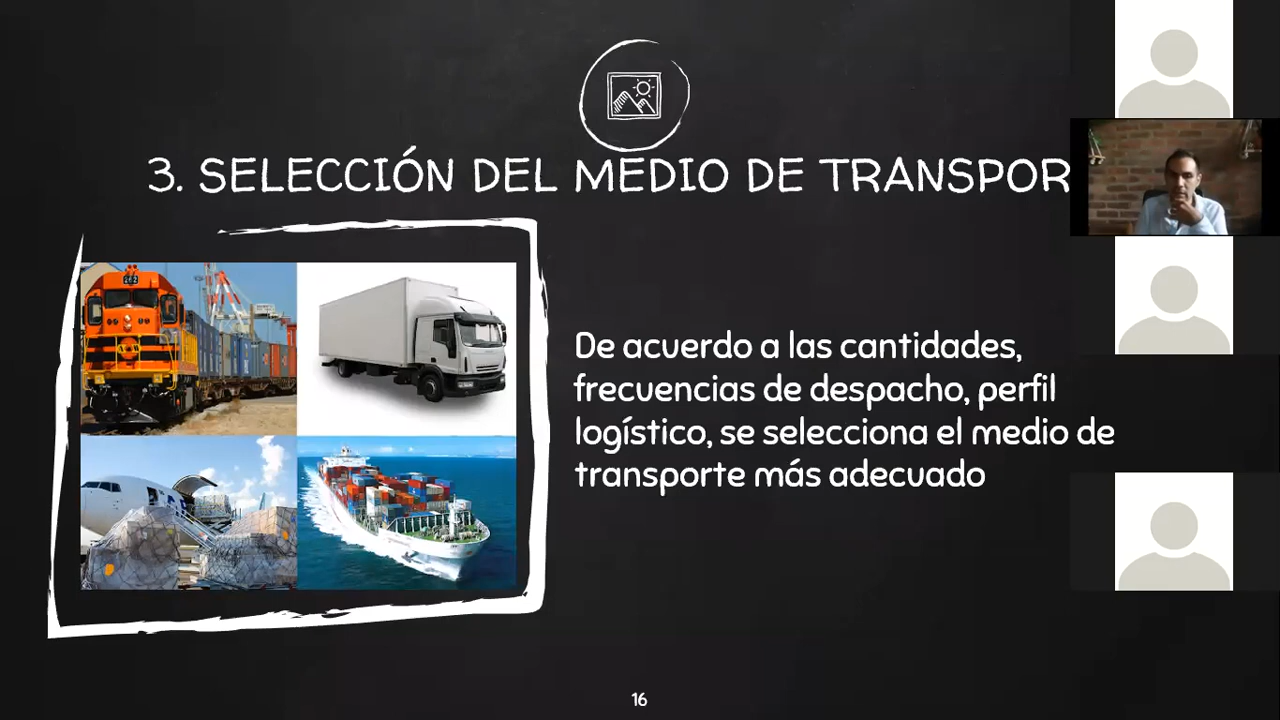 3. SELECCIÓN DEL MEDIO DE TRANSPOR
262
De acuerdo a las cantidades,
frecuencias de despacho, perfil
logístico, se selecciona el medio de
transporte más adecuado
16